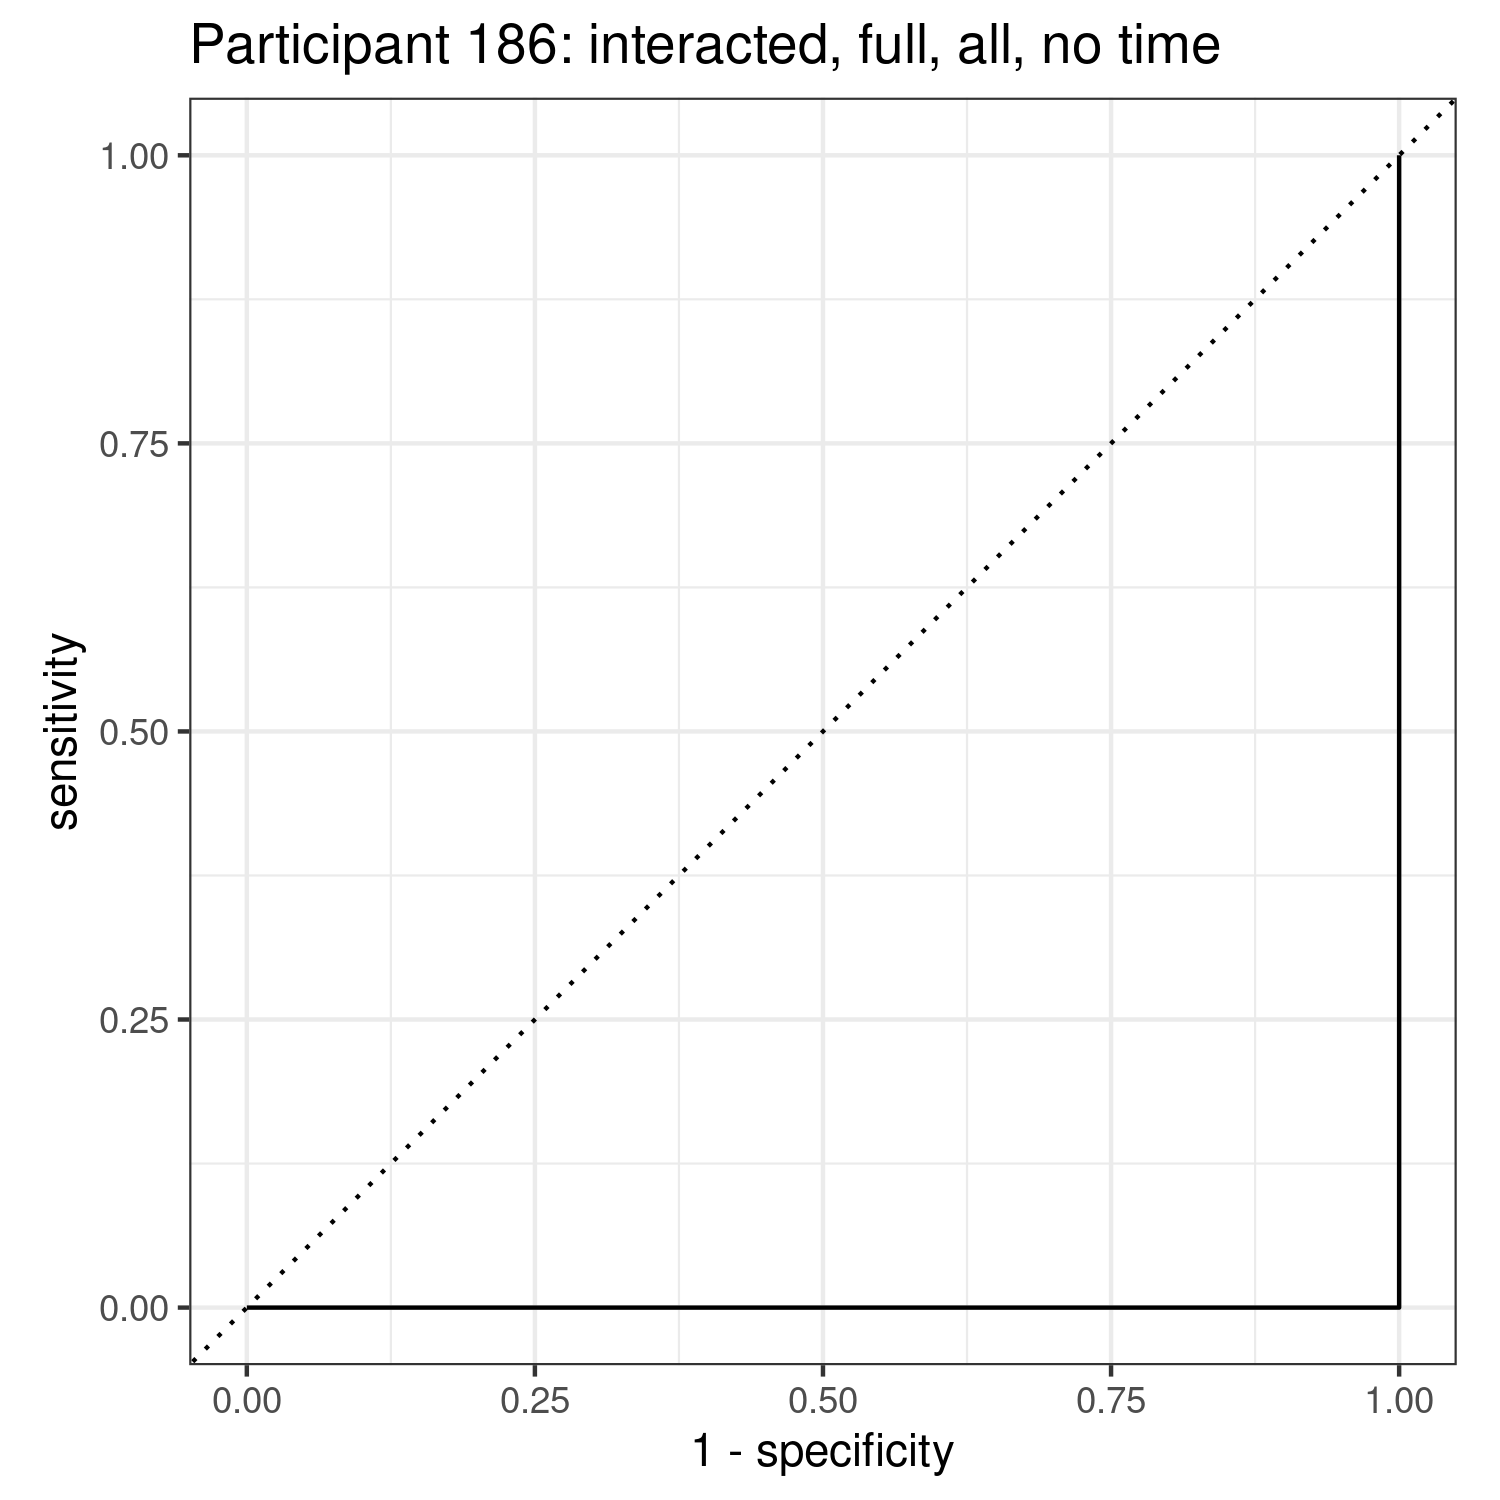 Participant 186: interacted, full, all, no time
1.00
0.75
0.50
0.25
0.00
sensitivity
0.00 0.25 0.50 0.75 1.00
1 - specificity